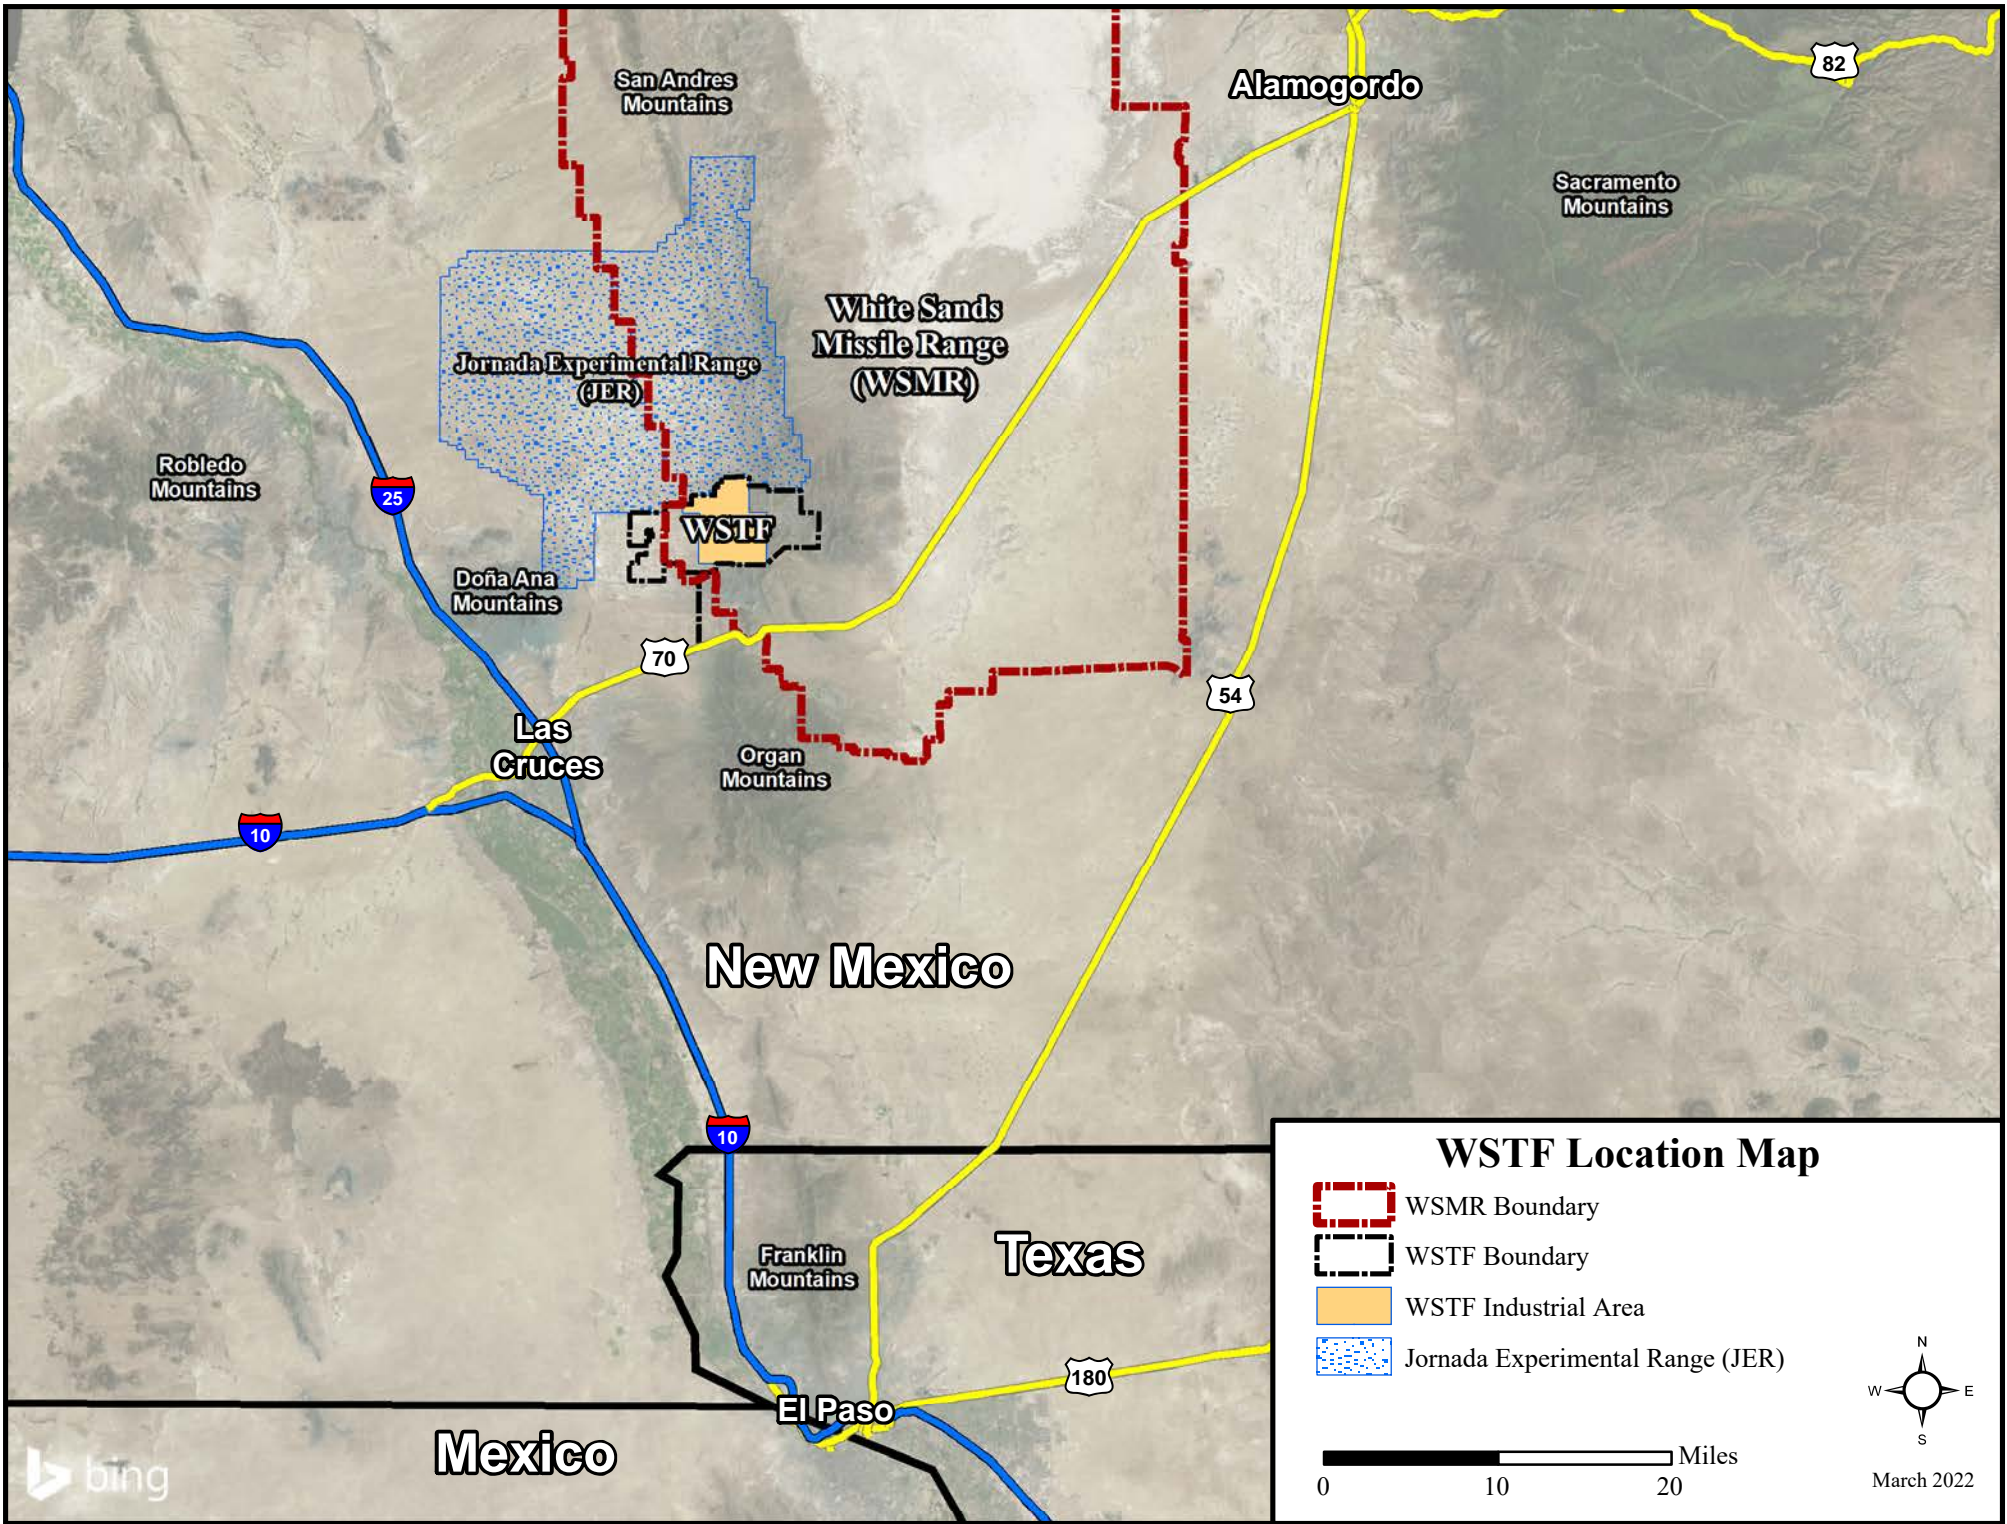 San Andres
Mountains
Alamogordo
82
Sacramento
Mountains
White Sands
Missile Range
(WSMR)
Jornada Experimental Range
(JER)
Robledo
Mountains
25
WSTF
Doña Ana
Mountains
70
54
Las
Cruces
Organ
Mountains
10
New Mexico
10
Texas
Franklin
Mountains
180
El Paso
Mexico
bing
WSTF Location Map
WSMR Boundary
WSTF Boundary
WSTF Industrial Area
Jornada Experimental Range (JER)
N
W
E
S
Miles
0
10
20
March 2022